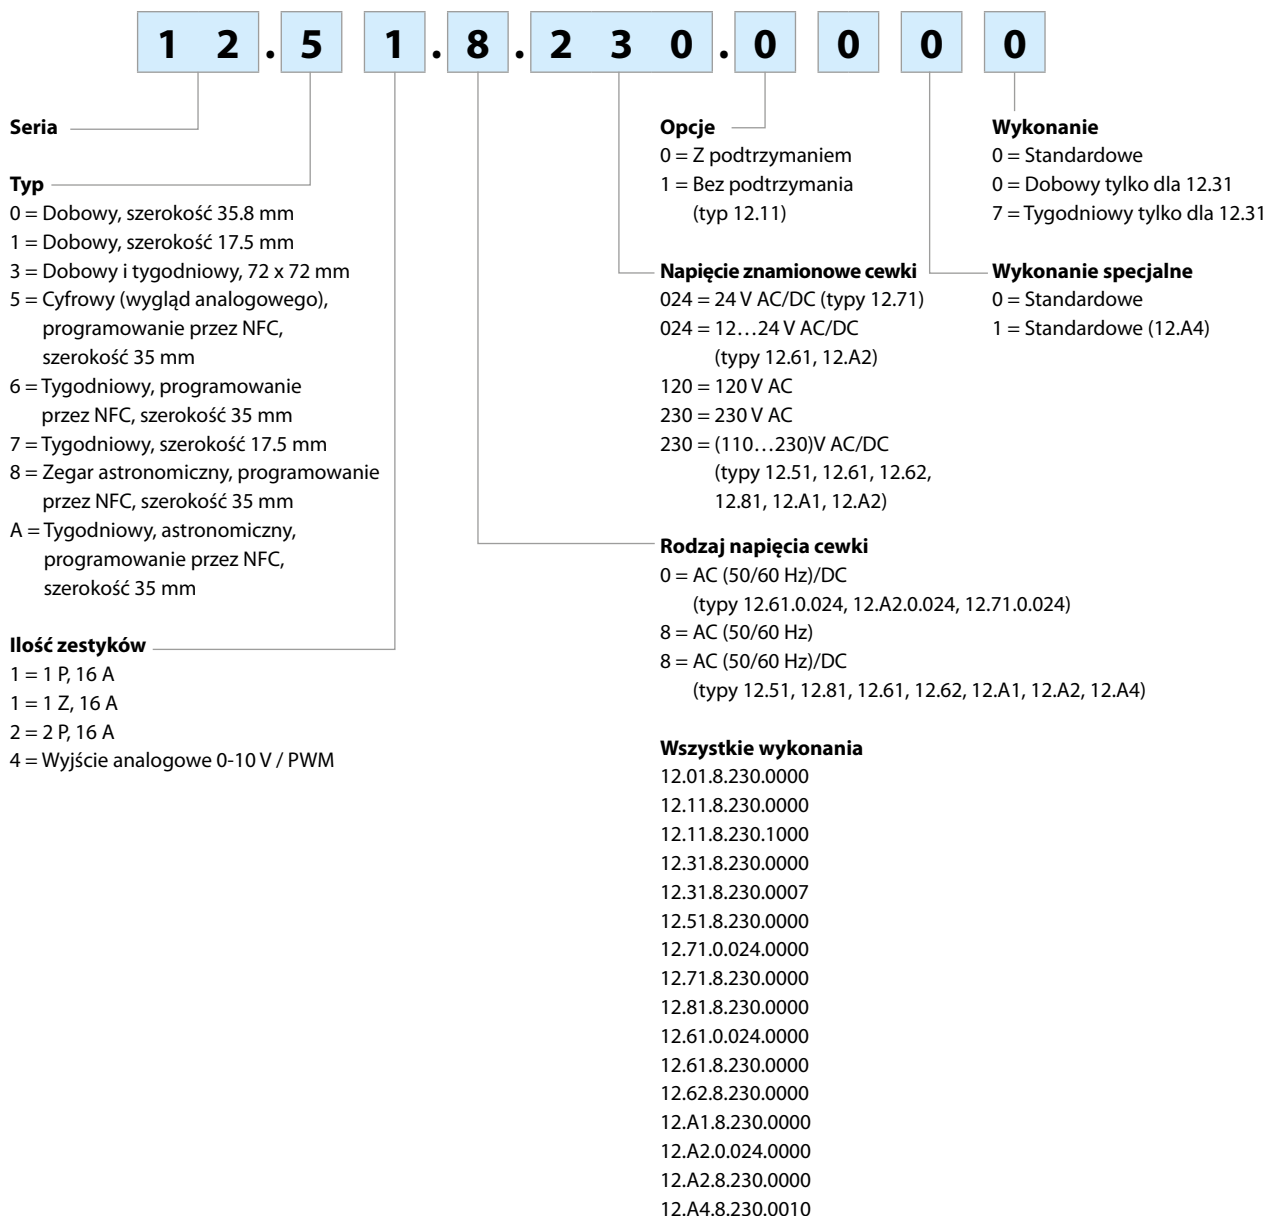 1 2 . 5 1 . 8 . 2 3 0 . 0 0 0 0
Seria
Typ
0 = Dobowy, szerokość 35.8 mm
1 = Dobowy, szerokość 17.5 mm
3 = Dobowy i tygodniowy, 72 x 72 mm
5 = Cyfrowy (wygląd analogowego),
programowanie przez NFC,
szerokość 35 mm
6 = Tygodniowy, programowanie
przez NFC, szerokość 35 mm
7 = Tygodniowy, szerokość 17.5 mm
8 = Zegar astronomiczny, programowanie
przez NFC, szerokość 35 mm
A = Tygodniowy, astronomiczny,
programowanie przez NFC,
szerokość 35 mm
Ilość zestyków
1 = 1 P, 16 A
1 = 1 Z, 16 A
2 = 2 P, 16 A
4 = Wyjście analogowe 0-10 V / PWM
Opcje
0 = Z podtrzymaniem
1 = Bez podtrzymania
(typ 12.11)
Napięcie znamionowe cewki
024 = 24 V AC/DC (typy 12.71)
024 = 12…24 V AC/DC
(typy 12.61, 12.A2)
120 = 120 V AC
230 = 230 V AC
230 = (110…230)V AC/DC
(typy 12.51, 12.61, 12.62,
12.81, 12.A1, 12.A2)
Rodzaj napięcia cewki
0 = AC (50/60 Hz)/DC
(typy 12.61.0.024, 12.A2.0.024, 12.71.0.024)
8 = AC (50/60 Hz)
8 = AC (50/60 Hz)/DC
(typy 12.51, 12.81, 12.61, 12.62, 12.A1, 12.A2, 12.A4)
Wszystkie wykonania
12.01.8.230.0000
12.11.8.230.0000
12.11.8.230.1000
12.31.8.230.0000
12.31.8.230.0007
12.51.8.230.0000
12.71.0.024.0000
12.71.8.230.0000
12.81.8.230.0000
12.61.0.024.0000
12.61.8.230.0000
12.62.8.230.0000
12.A1.8.230.0000
12.A2.0.024.0000
12.A2.8.230.0000
12.A4.8.230.0010
Wykonanie
0 = Standardowe
0 = Dobowy tylko dla 12.31
7 = Tygodniowy tylko dla 12.31
Wykonanie specjalne
0 = Standardowe
1 = Standardowe (12.A4)